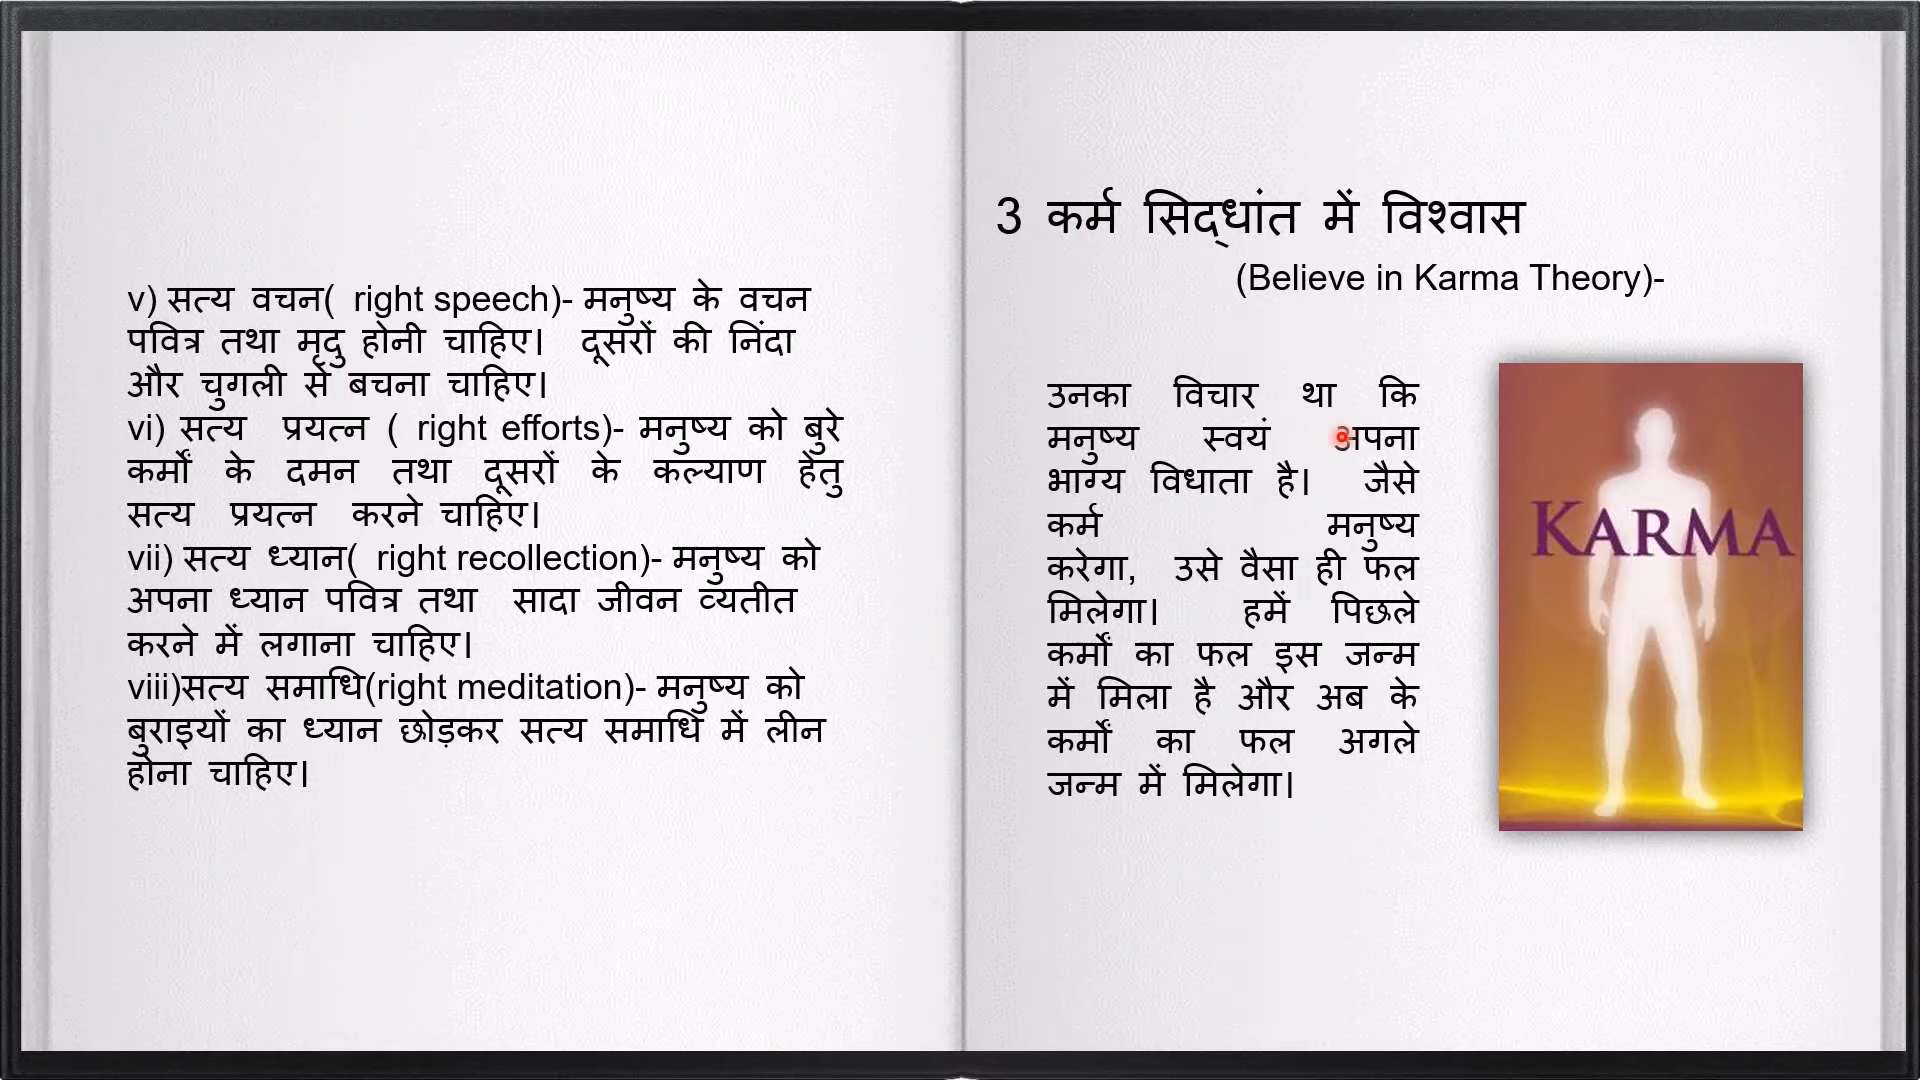 v) सत्य वचन( right speech)- मनुष्य के वचन
पवित्र तथा मृदु होनी चाहिए। दूसरों की निंदा
और चुगली से बचना चाहिए।
vi) सत्य प्रयत्न ( right efforts)- मनुष्य को बुरे
कर्मों के दमन तथा दूसरों के कल्याण हेतु
सत्य प्रयत्न करने चाहिए।
vii) सत्य ध्यान( right recollection)- मनुष्य को
अपना ध्यान पवित्र तथा सादा जीवन व्यतीत
करने में लगाना चाहिए।
viii)सत्य समाधि(right meditation)- मनुष्य को
बुराइयों का ध्यान छोड़कर सत्य समाधि में लीन
होना चाहिए।
3 कर्म सिद्धांत में विश्वास
(Believe in Karma Theory)-
उनका विचार था कि
मनुष्य स्वयं अपना
भाग्य विधाता है। जैसे
कर्म मनुष्य
करेगा, उसे वैसा ही फल
मिलेगा। हमें पिछले
कर्मों का फल इस जन्म
में मिला है और अब के
कर्मों का फल अगले
जन्म में मिलेगा।
KARMA